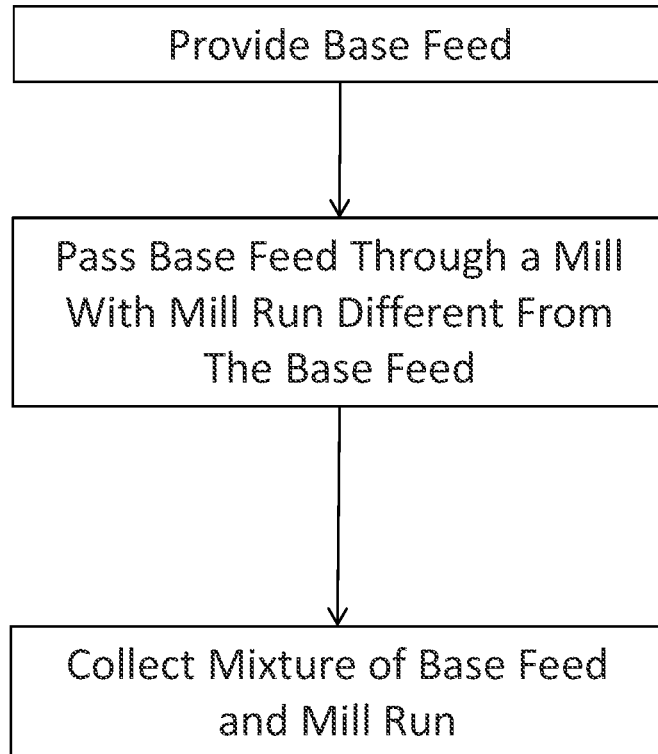 Provide Base Feed
Pass Base Feed Through a Mill
With Mill Run Different From
The Base Feed
Collect Mixture of Base Feed
and Mill Run